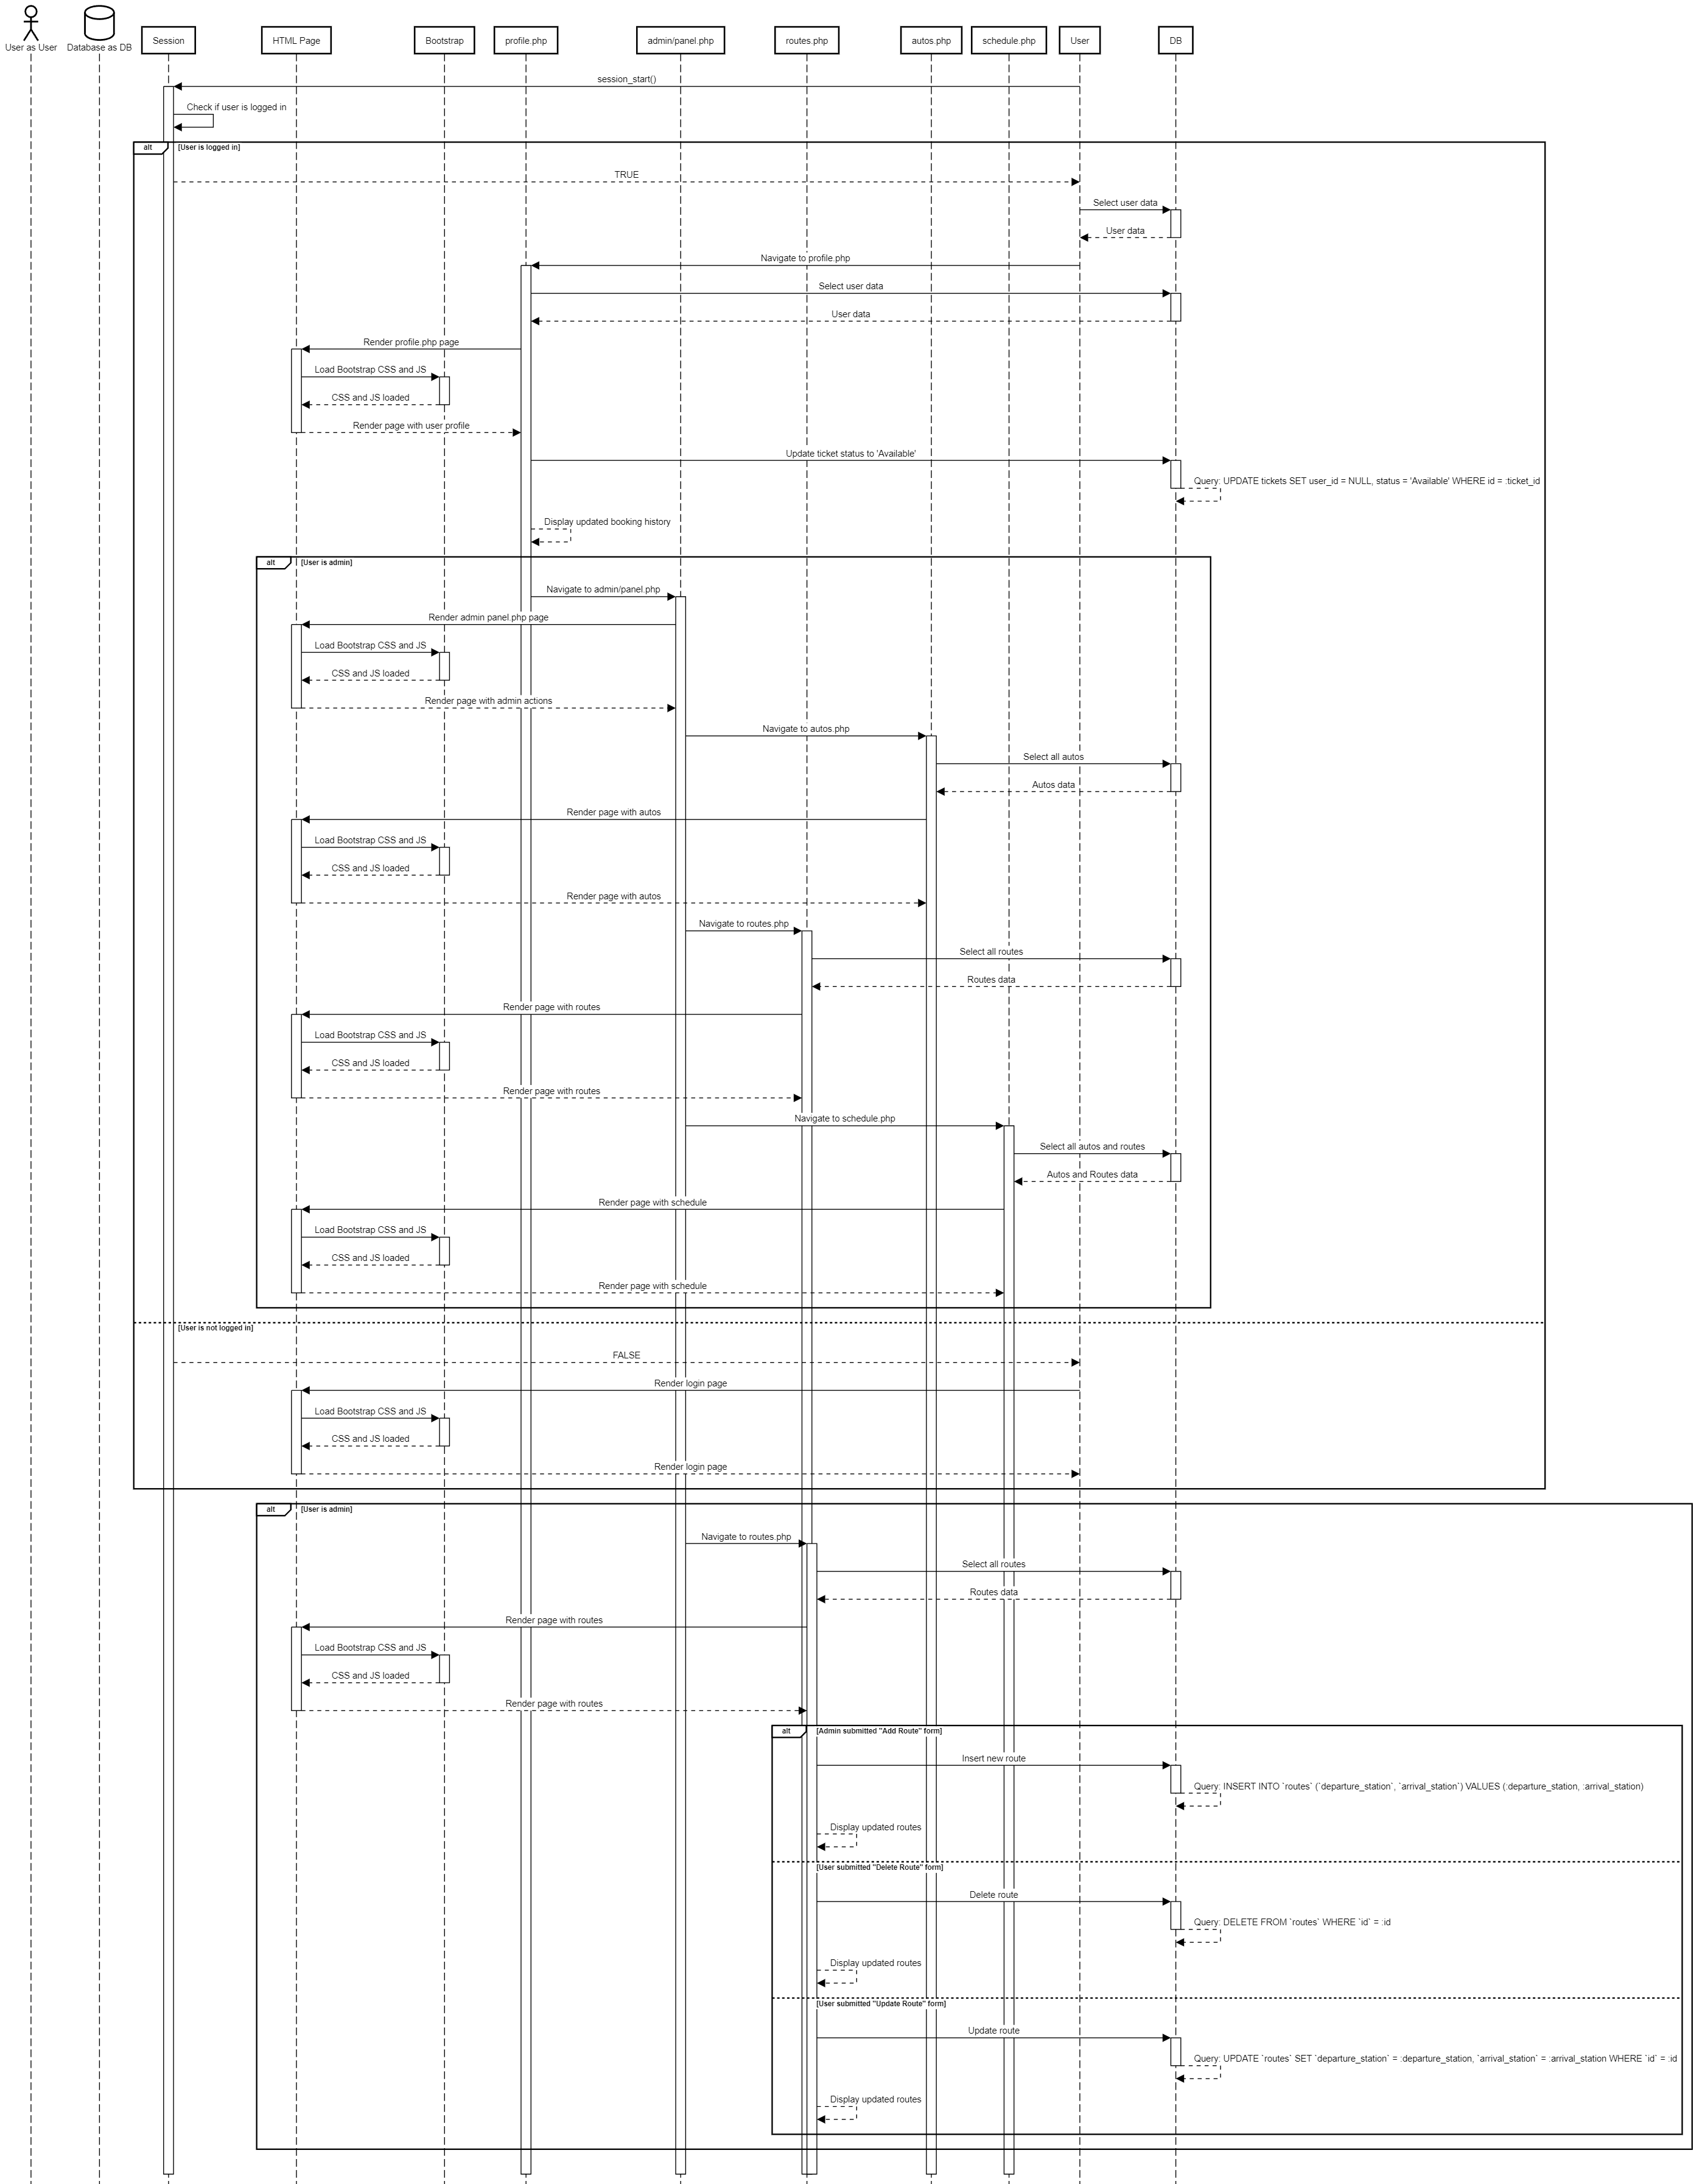 User as User
Database as DB
Session
HTML Page
Bootstrap
profile.php
admin/panel.php
routes.php
autos.php
schedule.php
User
DB
session_start()
Check if user is logged in
alt
[User is logged in]
TRUE
Select user data
User data
Navigate to profile.php
Select user data
User data
Render profile.php page
Load Bootstrap CSS and JS
CSS and JS loaded
Render page with user profile
Update ticket status to 'Available'
Query: UPDATE tickets SET user_id = NULL, status = 'Available' WHERE id = :ticket_id
Display updated booking history
alt
[User is admin]
Navigate to admin/panel.php
Render admin panel.php page
Load Bootstrap CSS and JS
CSS and JS loaded
Render page with admin actions
Navigate to autos.php
Select all autos
Autos data
Render page with autos
Load Bootstrap CSS and JS
CSS and JS loaded
Render page with autos
Navigate to routes.php
Select all routes
Routes data
Render page with routes
Load Bootstrap CSS and JS
CSS and JS loaded
Render page with routes
Navigate to schedule.php
Select all autos and routes
Autos and Routes data
Render page with schedule
Load Bootstrap CSS and JS
CSS and JS loaded
Render page with schedule
[User is not logged in]
FALSE
Render login page
Load Bootstrap CSS and JS
CSS and JS loaded
Render login page
alt
[User is admin]
Navigate to routes.php
Select all routes
Routes data
Render page with routes
Load Bootstrap CSS and JS
CSS and JS loaded
Render page with routes
alt
[Admin submitted "Add Route" form]
Insert new route
Query: INSERT INTO `routes` (`departure_station`, `arrival_station`) VALUES (:departure_station, :arrival_station)
Display updated routes
[User submitted "Delete Route" form]
Delete route
Query: DELETE FROM `routes` WHERE `id` = :id
Display updated routes
[User submitted "Update Route" form]
Update route
Query: UPDATE `routes` SET `departure_station` = :departure_station, `arrival_station` = :arrival_station WHERE `id` = :id
Display updated routes